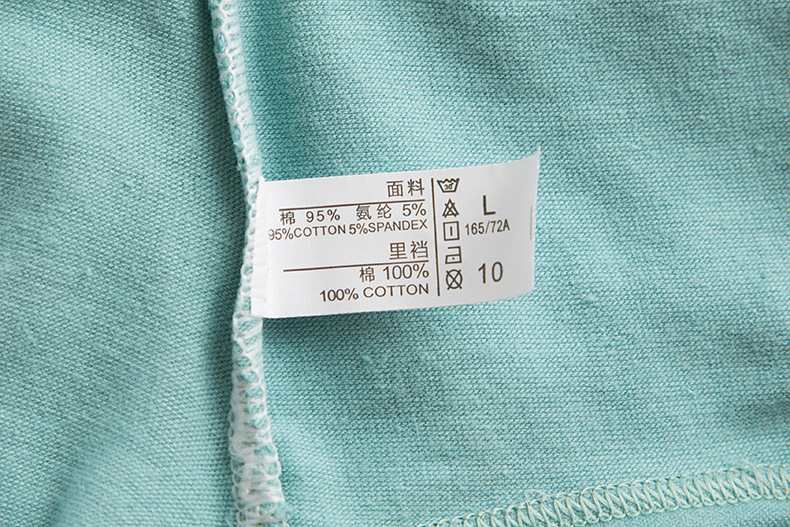 面料
棉 95% 氨纶 5%
95%COTTON 5%SPANDEX
里裆
棉 100%
100% COTTON
L
165/72A
10